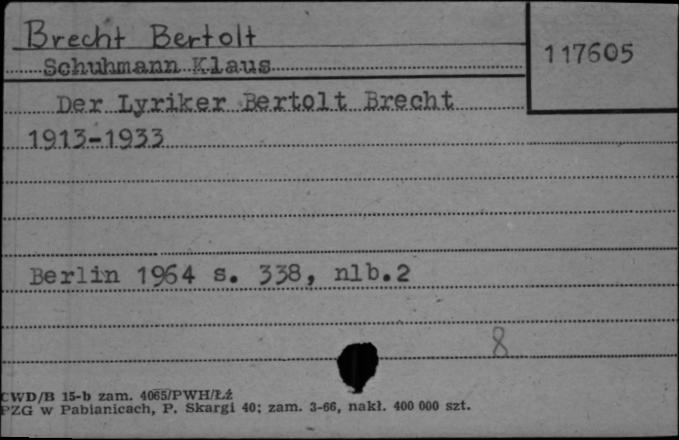 Brecht Bertolt
117605
Schuhmann Klaus
Der Lyriker Bertolt Brecht
1913-1933
Berlin 1964 s. 338, nlb.2
8
CWD/B 15-b zam. 4065/PWH/Łź
PZG w Pabianicach, P. Skargi 40; zam. 3-66, nakł. 400 000 szt.